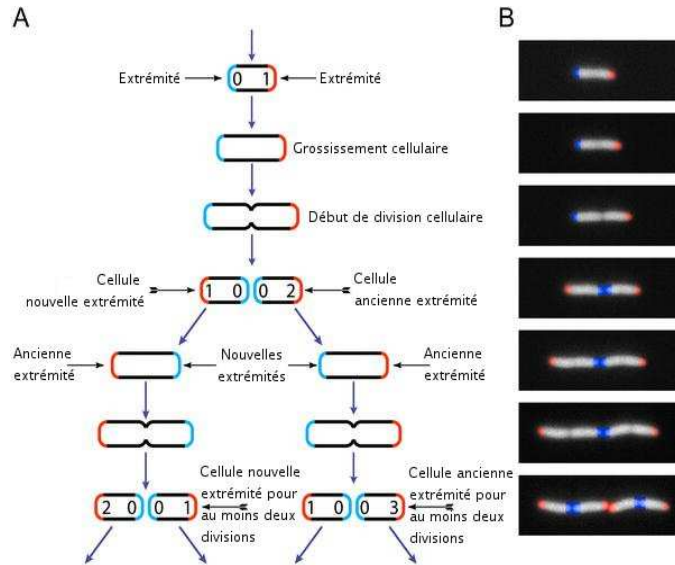 A
B
Extrémité
0 1
Extrémité
Grossissement cellulaire
Début de division cellulaire
Cellule
nouvelle extrémité
1 0
0 2
Cellule
ancienne extrémité
Ancienne
extrémité
Nouvelles
extrémités
Ancienne
extrémité
2 0
0 1
Cellule nouvelle
extrémité pour
au moins deux
divisions
1 0
0 3
Cellule ancienne
extrémité pour
au moins deux
divisions